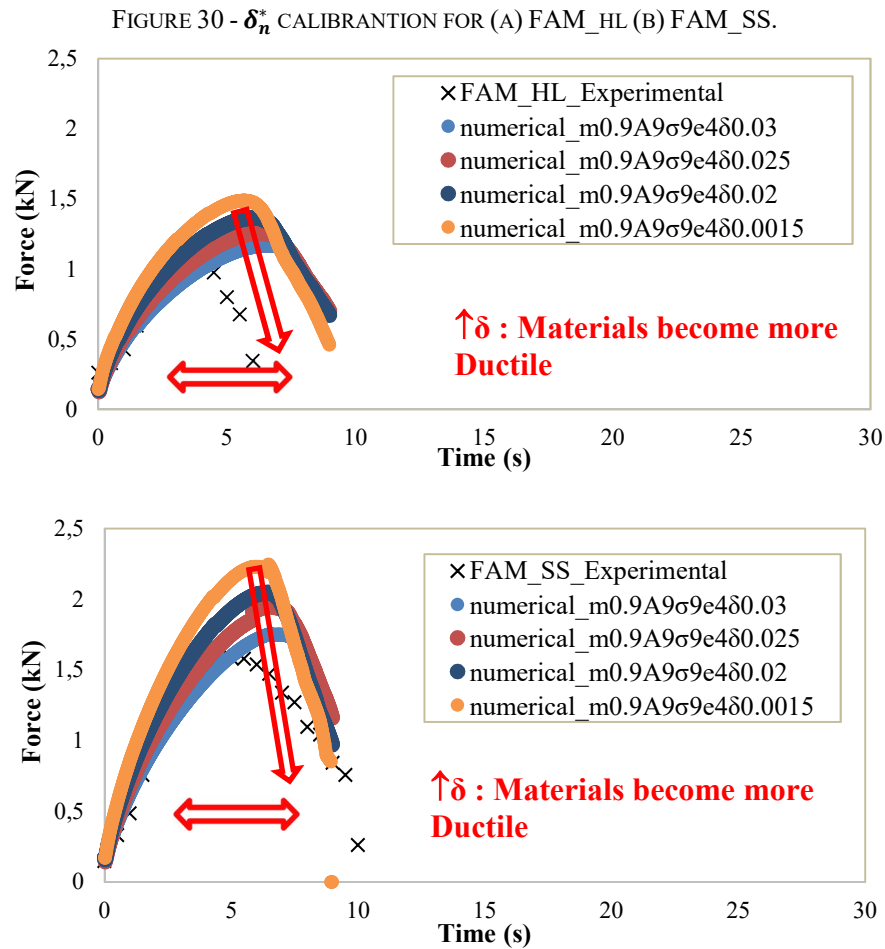 FIGURE 30 - δ*n CALIBRANTION FOR (A) FAM_HL (B) FAM_SS.
2,5
2
1,5
1
0,5
0
Force (kN)
× FAM_HL_Experimental
numerical_m0.9A9σ9e4δ0.03
numerical_m0.9A9σ9e4δ0.025
numerical_m0.9A9σ9e4δ0.02
numerical_m0.9A9σ9e4δ0.0015
↑δ : Materials become more
Ductile
0 5 10 15 20 25 30
Time (s)
2,5
2
1,5
1
0,5
0
Force (kN)
× FAM_SS_Experimental
numerical_m0.9A9σ9e4δ0.03
numerical_m0.9A9σ9e4δ0.025
numerical_m0.9A9σ9e4δ0.02
numerical_m0.9A9σ9e4δ0.0015
↑δ : Materials become more
Ductile
0 5 10 15 20 25 30
Time (s)